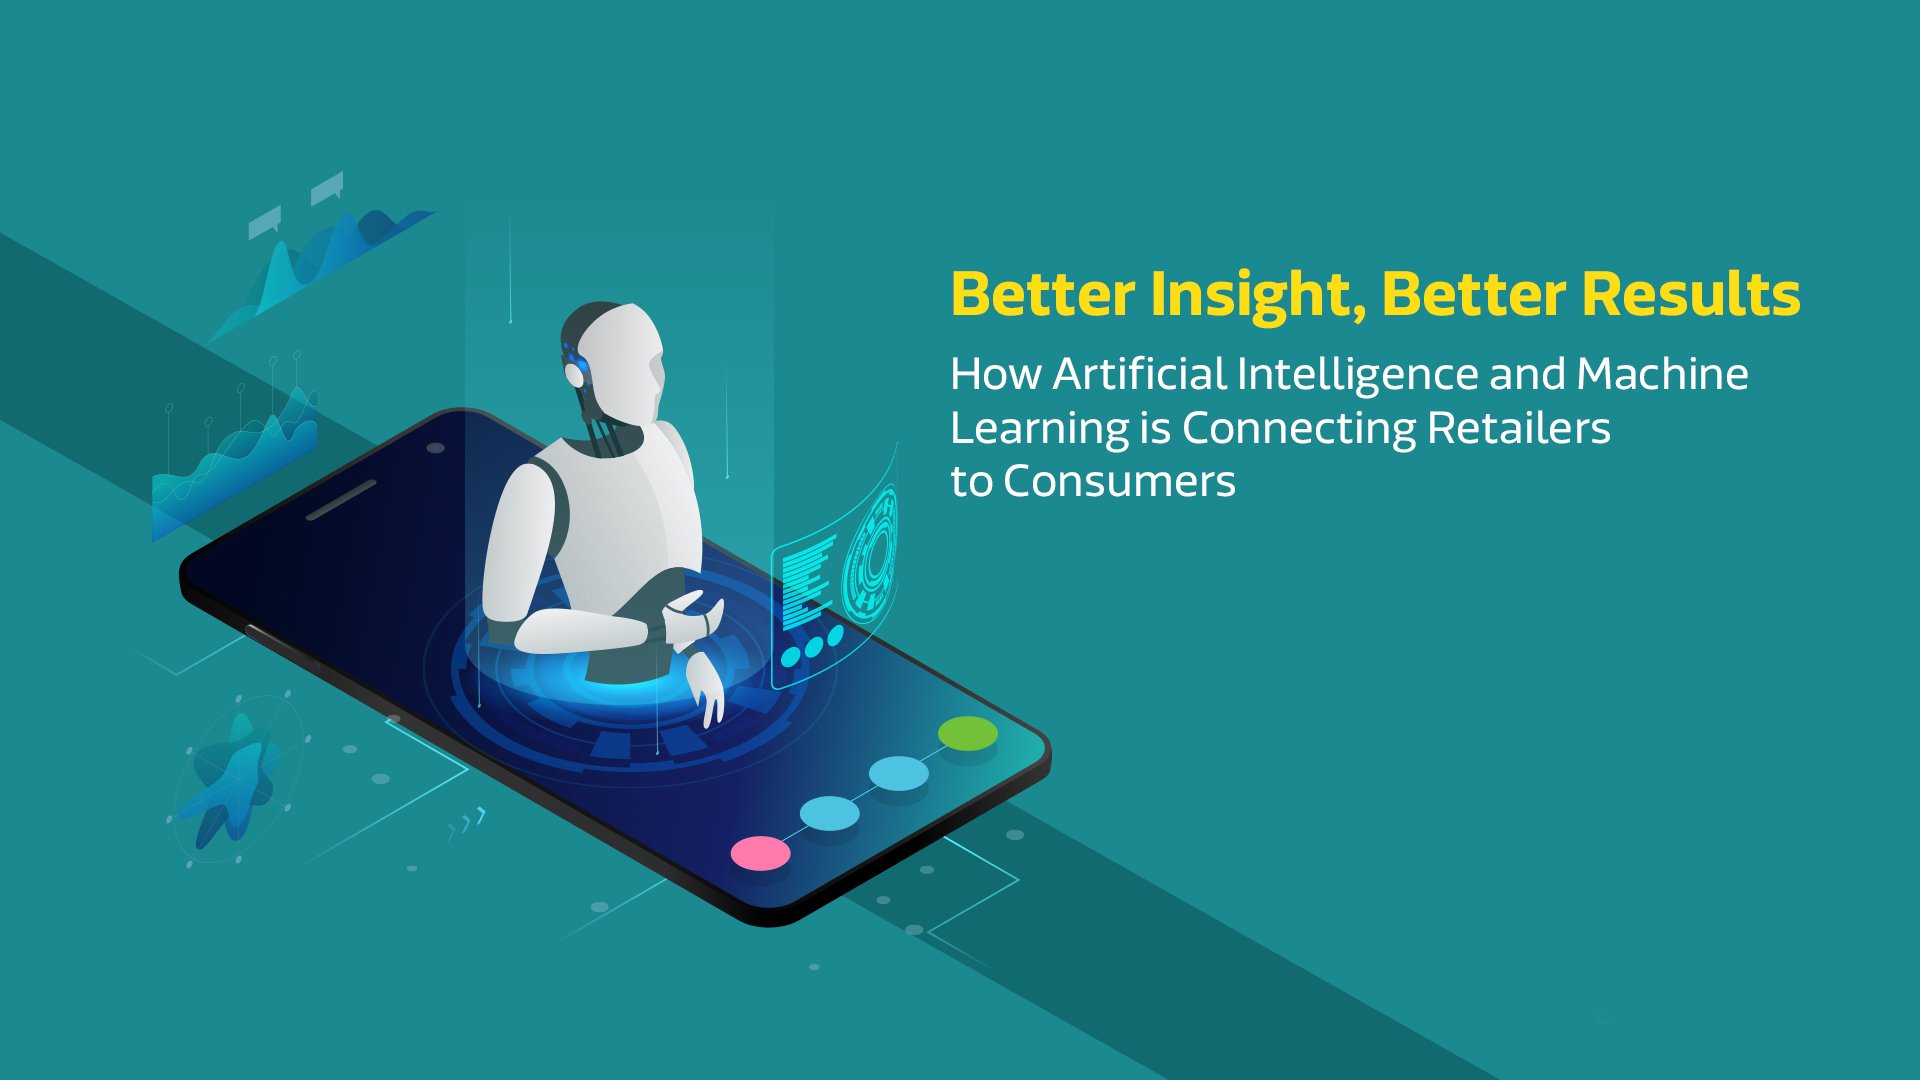 Better Insight, Better Results
How Artificial Intelligence and Machine
Learning is Connecting Retailers
to Consumers